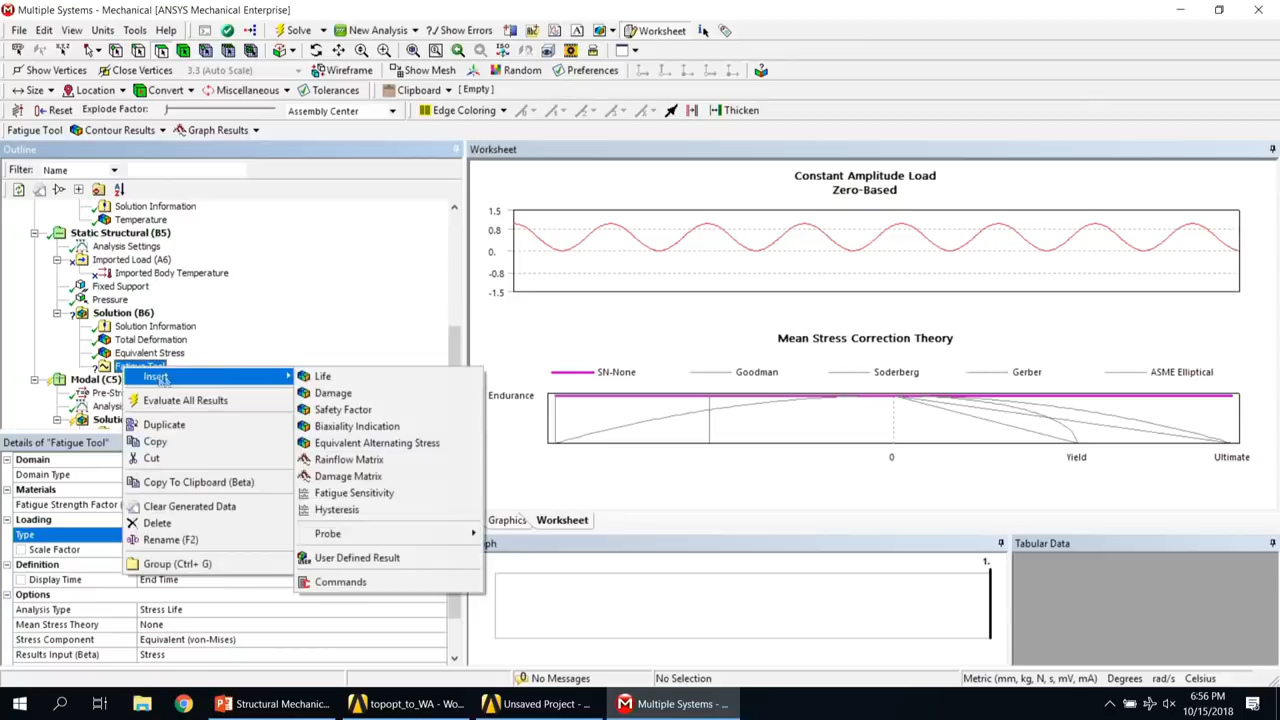 Multiple Systems - Mechanical [ANSYS Mechanical Enterprise]
File Edit View Units Tools Help Solve New Analysis Show Errors Worksheet
Show Vertices Close Vertices 3.3 (Auto Scale) Wireframe Show Mesh Random Preferences
Size Location Convert Miscellaneous Tolerances Clipboard [Empty]
Reset Explode Factor: Assembly Center Edge Coloring Thicken
Fatigue Tool Contour Results Graph Results
Outline
Filter: Name
Solution Information
Temperature
Static Structural (B5)
Analysis Settings
Imported Load (A6)
Imported Body Temperature
Fixed Support
Pressure
Solution (B6)
Solution Information
Total Deformation
Equivalent Stress
Fatigue Tool
Modal (C5)
Pre-Stre
Analysis
Solutio
Insert
Evaluate All Results
Duplicate
Copy
Cut
Copy To Clipboard (Beta)
Clear Generated Data
Delete
Rename (F2)
Group (Ctrl+ G)
Life
Damage
Safety Factor
Biaxiality Indication
Equivalent Alternating Stress
Rainflow Matrix
Damage Matrix
Fatigue Sensitivity
Hysteresis
Probe
User Defined Result
Commands
Details of "Fatigue Tool"
Domain
Domain Type
Materials
Fatigue Strength Factor (
Loading
Type
Scale Factor
Definition
Display Time End Time
Options
Analysis Type Stress Life
Mean Stress Theory None
Stress Component Equivalent (von-Mises)
Results Input (Beta) Stress
Worksheet
Constant Amplitude Load
Zero-Based
1.5
0.8
0.
-0.8
-1.5
Mean Stress Correction Theory
SN-None Goodman Soderberg Gerber ASME Elliptical
Endurance
0 Yield Ultimate
Graphics Worksheet
ph
1.
Tabular Data
0 No Messages No Selection Metric (mm, kg, N, s, mV, mA) Degrees rad/s Celsius
Structural Mechanic... topopt_to_WA - Wo... Unsaved Project - ... Multiple Systems - ...
6:56 PM
10/15/2018